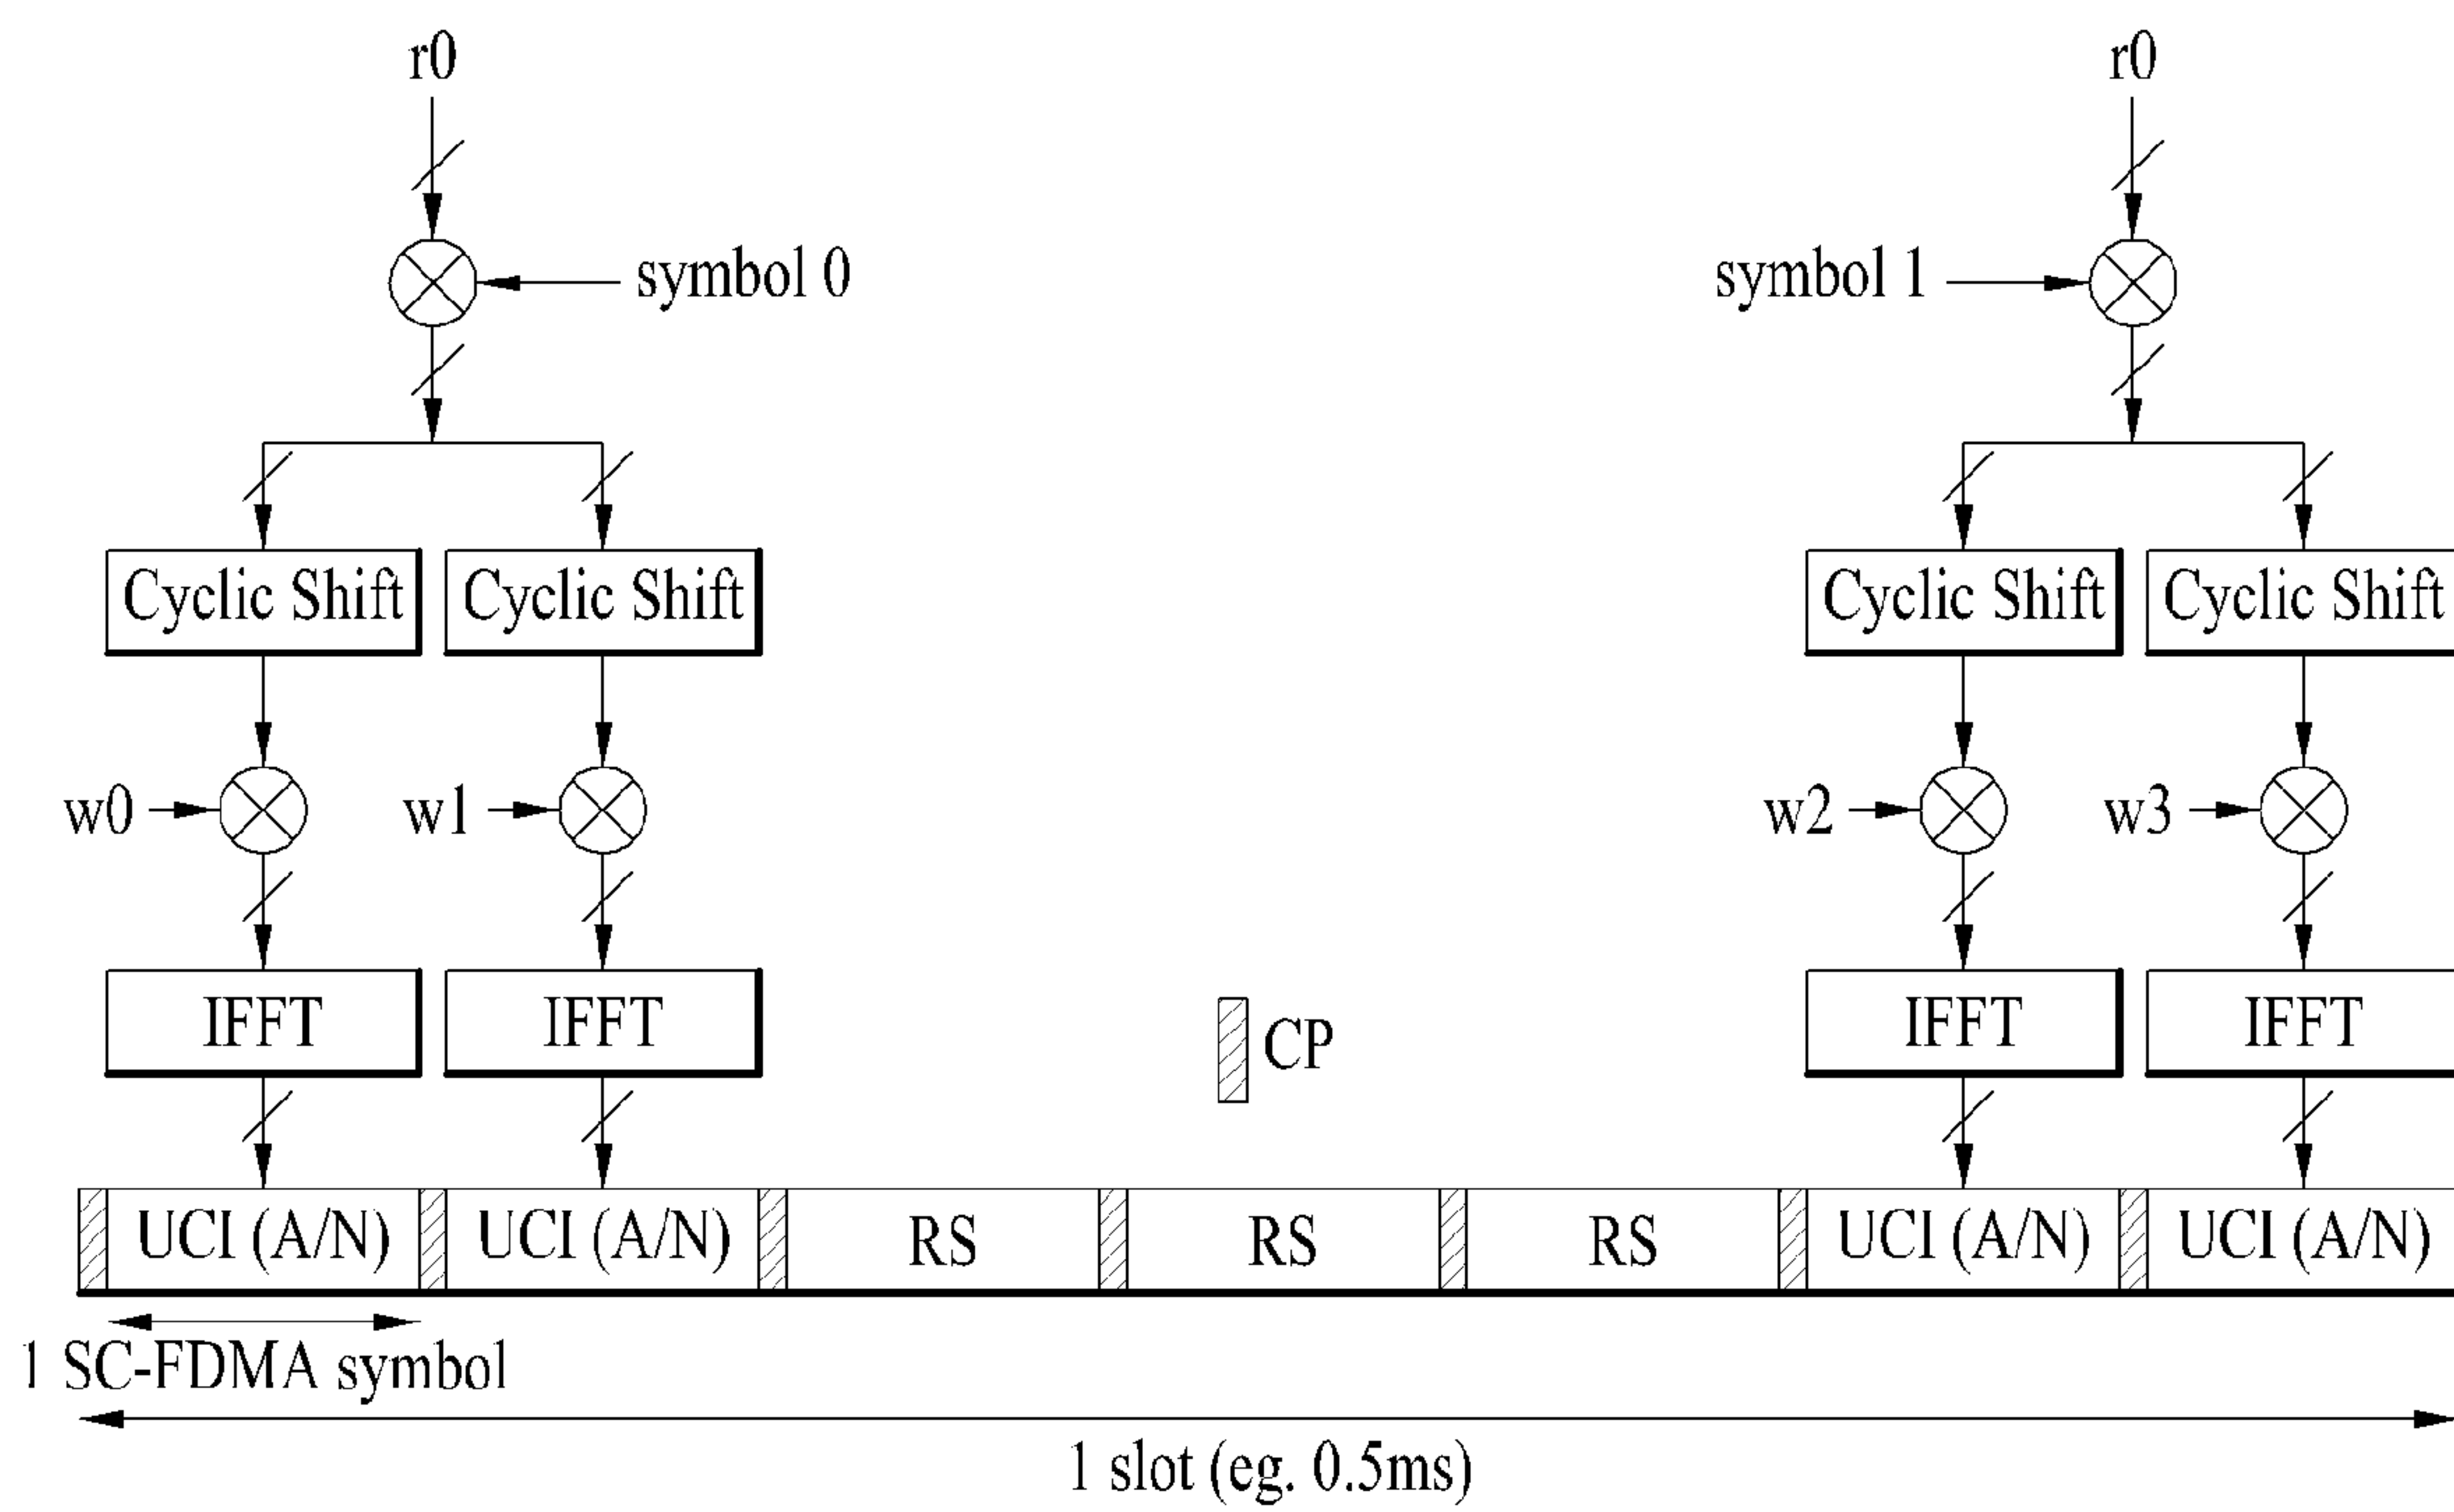 r0 r0
symbol 0 symbol 1
Cyclic Shift Cyclic Shift Cyclic Shift Cyclic Shift
w0 w1 w2 w3
IFFT IFFT CP IFFT IFFT
UCI (A/N) UCI (A/N) RS RS RS UCI (A/N) UCI (A/N)
1 SC-FDMA symbol
1 slot (eg. 0.5ms)